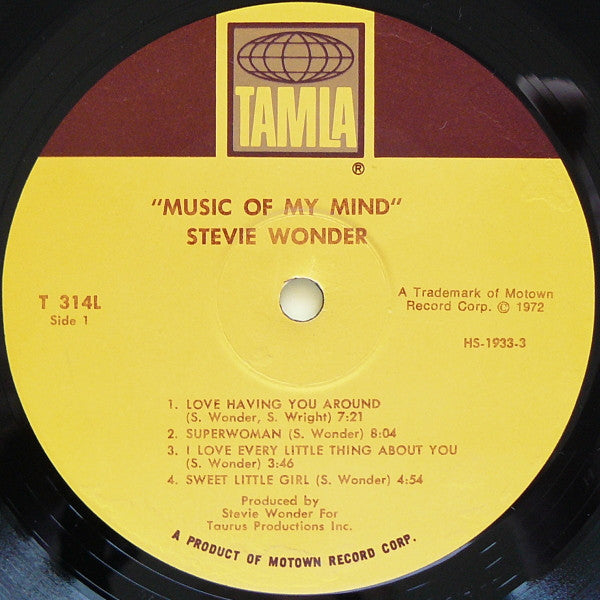 TAMLA
®
"MUSIC OF MY MIND"
STEVIE WONDER
T 314L
Side 1
A Trademark of Motown
Record Corp. © 1972
HS-1933-3
1. LOVE HAVING YOU AROUND
(S. Wonder, S. Wright) 7:21
2. SUPERWOMAN (S. Wonder) 8:04
3. I LOVE EVERY LITTLE THING ABOUT YOU
(S. Wonder) 3:46
4. SWEET LITTLE GIRL (S. Wonder) 4:54
Produced by
Stevie Wonder For
Taurus Productions Inc.
A PRODUCT OF MOTOWN RECORD CORP.